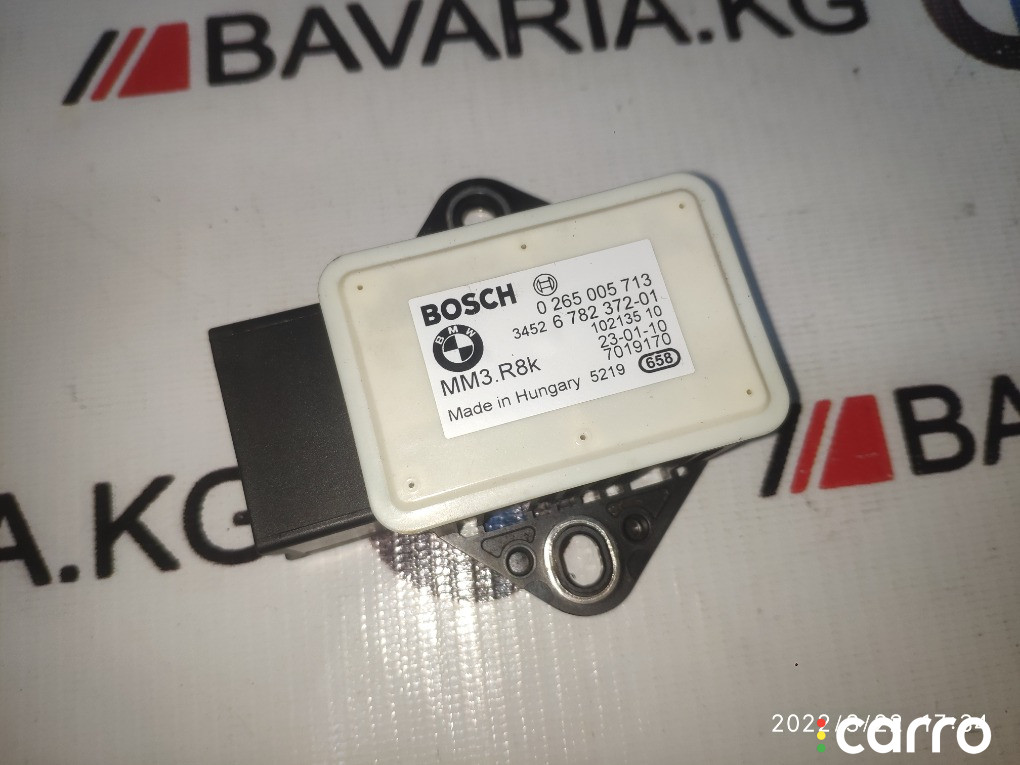 BAVARIA.KG
BOSCH 0 265 005 713
BMW 3452 6 782 372-01
102135 10
23-01-10
MM3.R8k 7019170
Made in Hungary 5219 658
BA
A.KG
carro